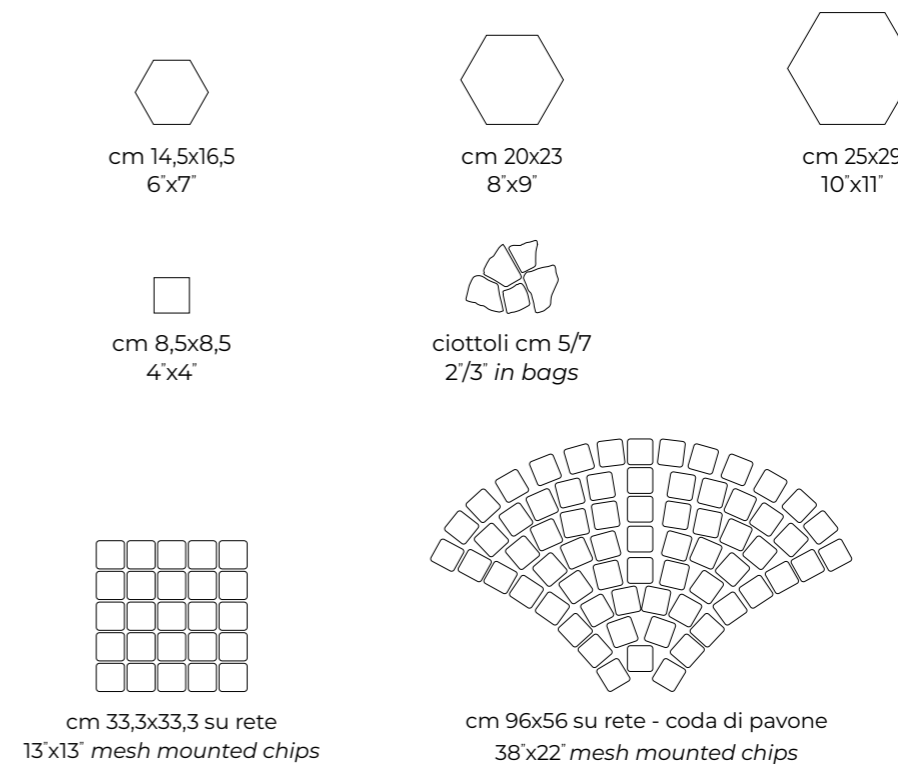 cm 14,5x16,5
6"x7"
cm 20x23
8"x9"
cm 25x29
10"x11"
cm 8,5x8,5
4"x4"
ciottoli cm 5/7
2"/3" in bags
cm 33,3x33,3 su rete
13"x13" mesh mounted chips
cm 96x56 su rete - coda di pavone
38"x22" mesh mounted chips